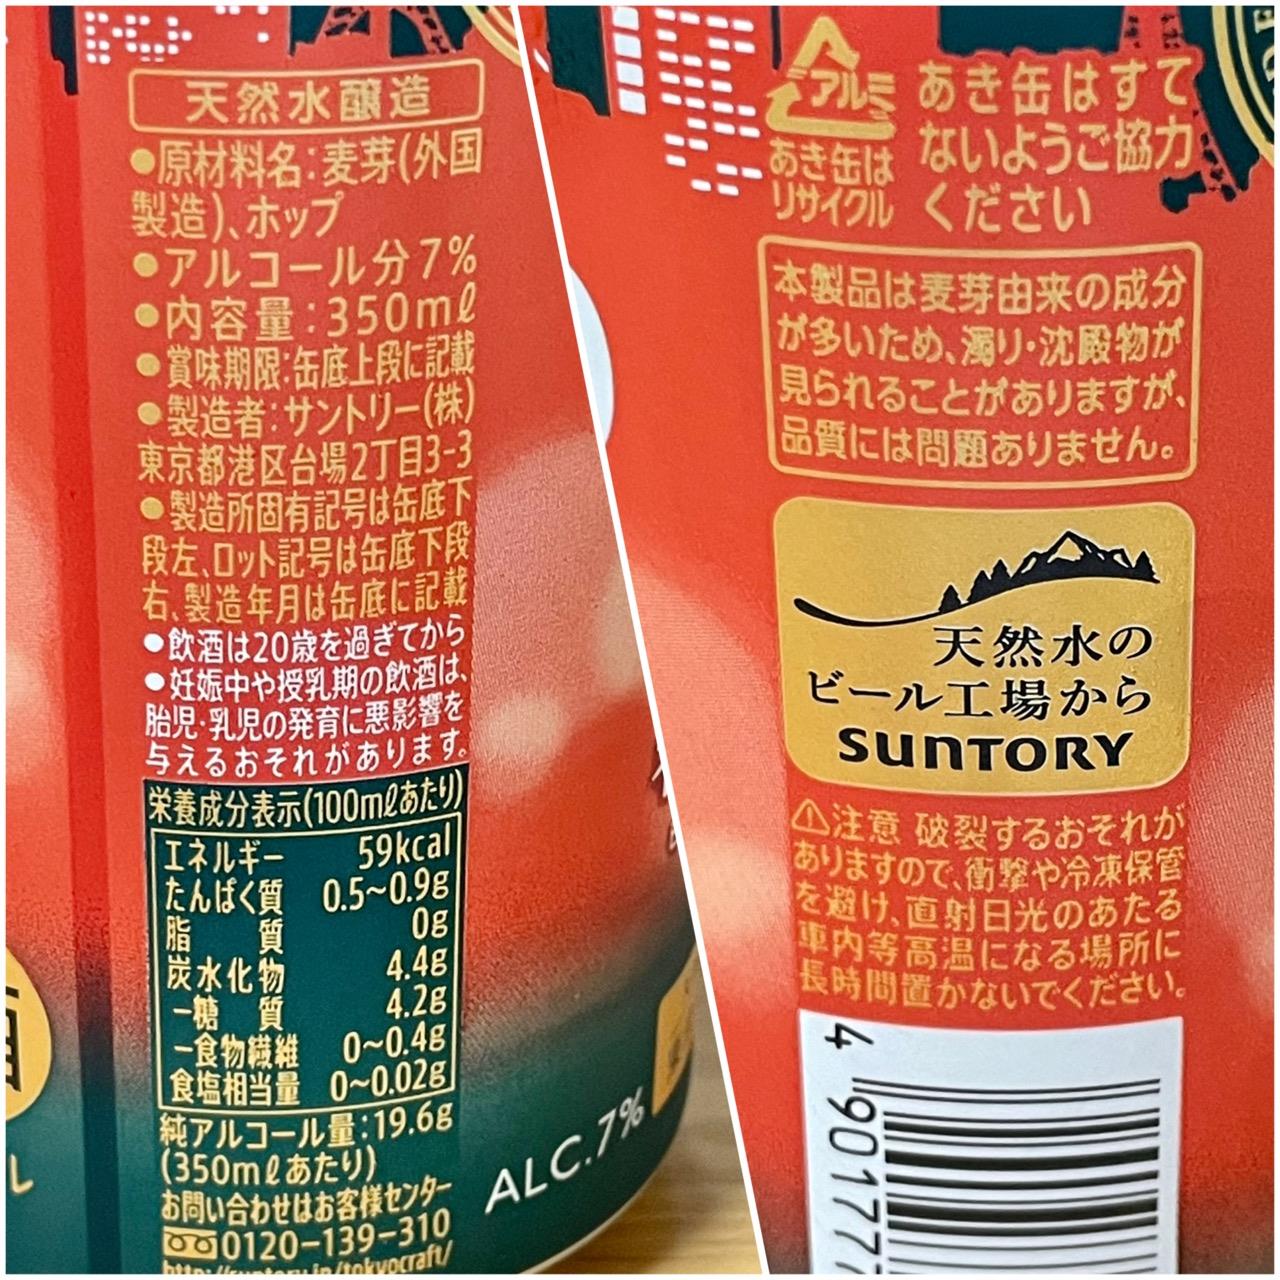 天然水醸造
●原材料名:麦芽(外国
製造)、ホップ
●アルコール分7%
●内容量:350mℓ
●賞味期限:缶底上段に記載
●製造者:サントリー(株)
東京都港区台場2丁目3-3
●製造所固有記号は缶底下
段左、ロット記号は缶底下段
右、製造年月は缶底に記載
●飲酒は20歳を過ぎてから
●妊娠中や授乳期の飲酒は、
胎児・乳児の発育に悪影響を
与えるおそれがあります。
栄養成分表示(100mℓあたり)
エネルギー 59kcal
たんぱく質 0.5~0.9g
脂質 0g
炭水化物 4.4g
-糖質 4.2g
-食物繊維 0~0.4g
食塩相当量 0~0.02g
純アルコール量:19.6g
(350mℓあたり)
お問い合わせはお客様センター
0120-139-310
http://suntory.jp/tokyocraft/
ALC.7%
アルミ
あき缶は
リサイクル
あき缶はすて
ないようご協力
ください
本製品は麦芽由来の成分
が多いため、濁り・沈殿物が
見られることがありますが、
品質には問題ありません。
天然水の
ビール工場から
SUNTORY
⚠注意 破裂するおそれが
ありますので、衝撃や冷凍保管
を避け、直射日光のあたる
車内等高温になる場所に
長時間置かないでください。
4 901777